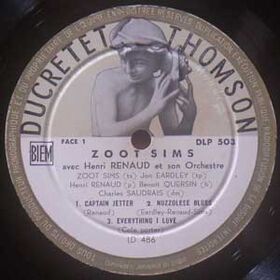 DUCRETET THOMSON
FACE 1
DLP 503
BIEM
ZOOT SIMS
avec Henri RENAUD et son Orchestre
ZOOT SIMS (ts) Jon EARDLEY (tp)
Henri RENAUD (p) Benoit QUERSIN (b)
Charles SAUDRAIS (dm)
1. CAPTAIN JETTER
2. NUZZOLESE BLUES
(Renaud)
(Eardley-Renaud-Sims)
3. EVERYTHING I LOVE
(Cole porter)
LD 486